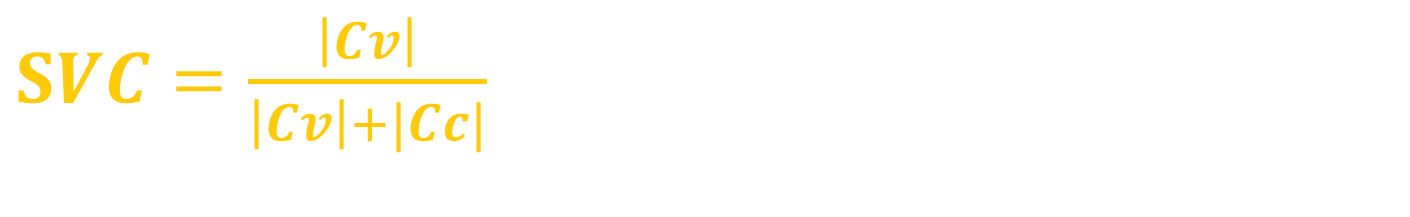 SVC = |Cv| / |Cv|+|Cc|